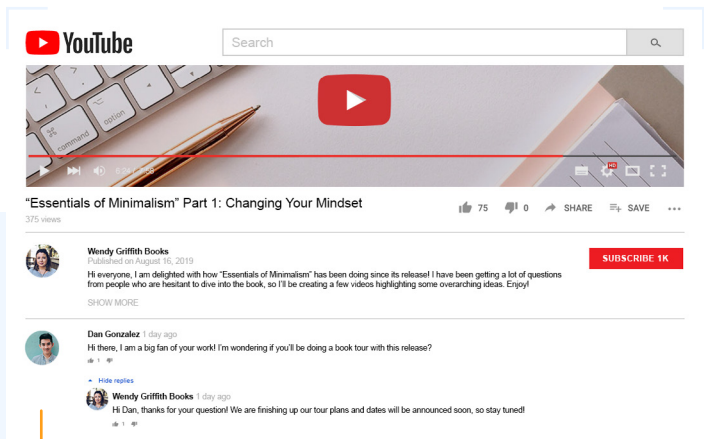 YouTube
Search
command
option
HD
“Essentials of Minimalism” Part 1: Changing Your Mindset
375 views
75
0
SHARE
SAVE
Wendy Griffith Books
Published on August 16, 2019
SUBSCRIBE 1K
Hi everyone, I am delighted with how “Essentials of Minimalism” has been doing since its release! I have been getting a lot of questions
from people who are hesitant to dive into the book, so I’ll be creating a few videos highlighting some overarching ideas. Enjoy!
SHOW MORE
Dan Gonzalez 1 day ago
Hi there, I am a big fan of your work! I’m wondering if you’ll be doing a book tour with this release?
1
Hide replies
Wendy Griffith Books 1 day ago
Hi Dan, thanks for your question! We are finishing up our tour plans and dates will be announced soon, so stay tuned!
1